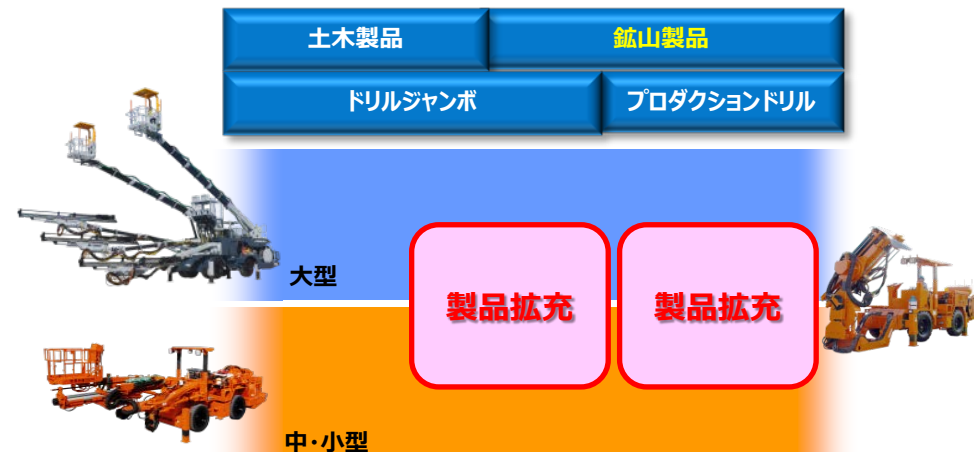 土木製品
鉱山製品
ドリルジャンボ
プロダクションドリル
大型
製品拡充
製品拡充
中・小型